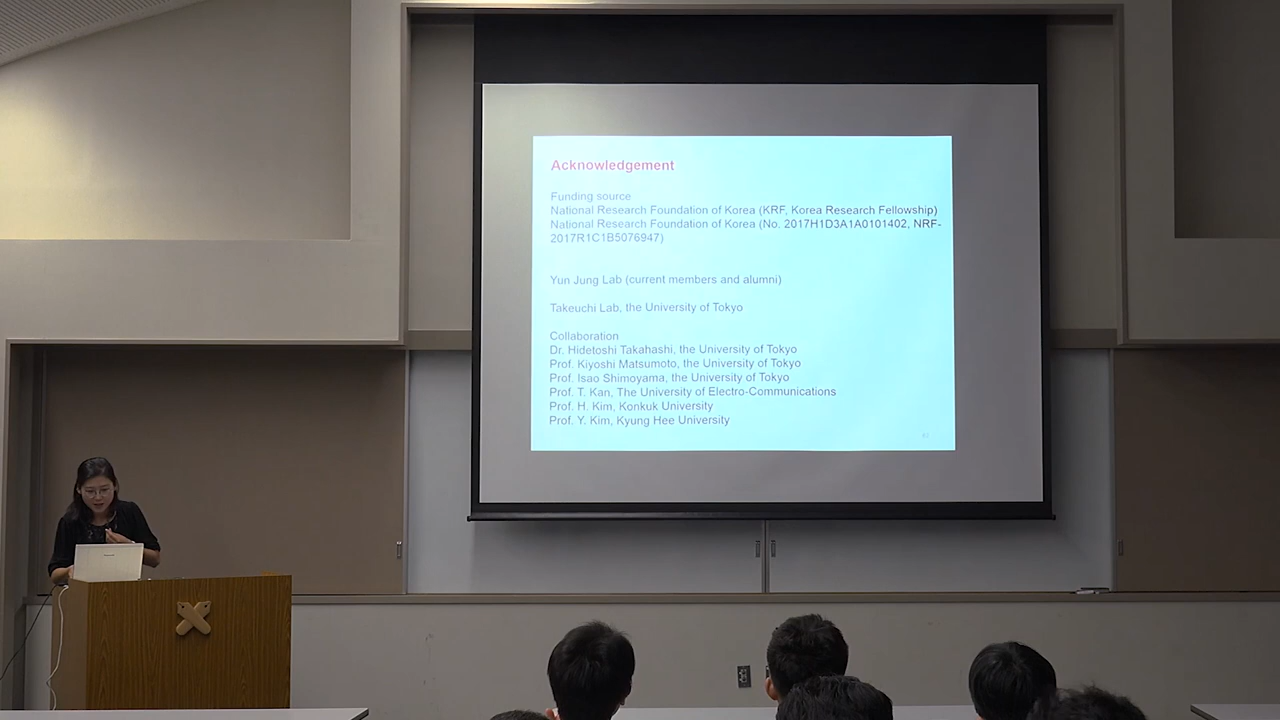 Acknowledgement
Funding source
National Research Foundation of Korea (KRF, Korea Research Fellowship)
National Research Foundation of Korea (No. 2017H1D3A1A0101402, NRF-
2017R1C1B5076947)
Yun Jung Lab (current members and alumni)
Takeuchi Lab, the University of Tokyo
Collaboration
Dr. Hidetoshi Takahashi, the University of Tokyo
Prof. Kiyoshi Matsumoto, the University of Tokyo
Prof. Isao Shimoyama, the University of Tokyo
Prof. T. Kan, The University of Electro-Communications
Prof. H. Kim, Konkuk University
Prof. Y. Kim, Kyung Hee University